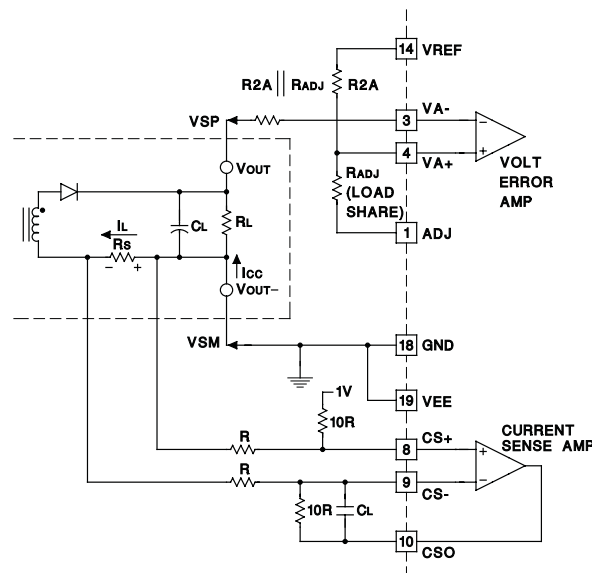 14 VREF
R2A || RADJ R2A
VA-
VSP
3
−
4 +
VA+
VOLT
ERROR
AMP
VOUT
RADJ
(LOAD
SHARE)
IL
CL
RL
1 ADJ
RS
− +
ICC
VOUT−
VSM
18 GND
1V
19 VEE
10R
CURRENT
SENSE AMP
R
8 CS+
+
R
9
−
CS-
10R CL
10
CSO